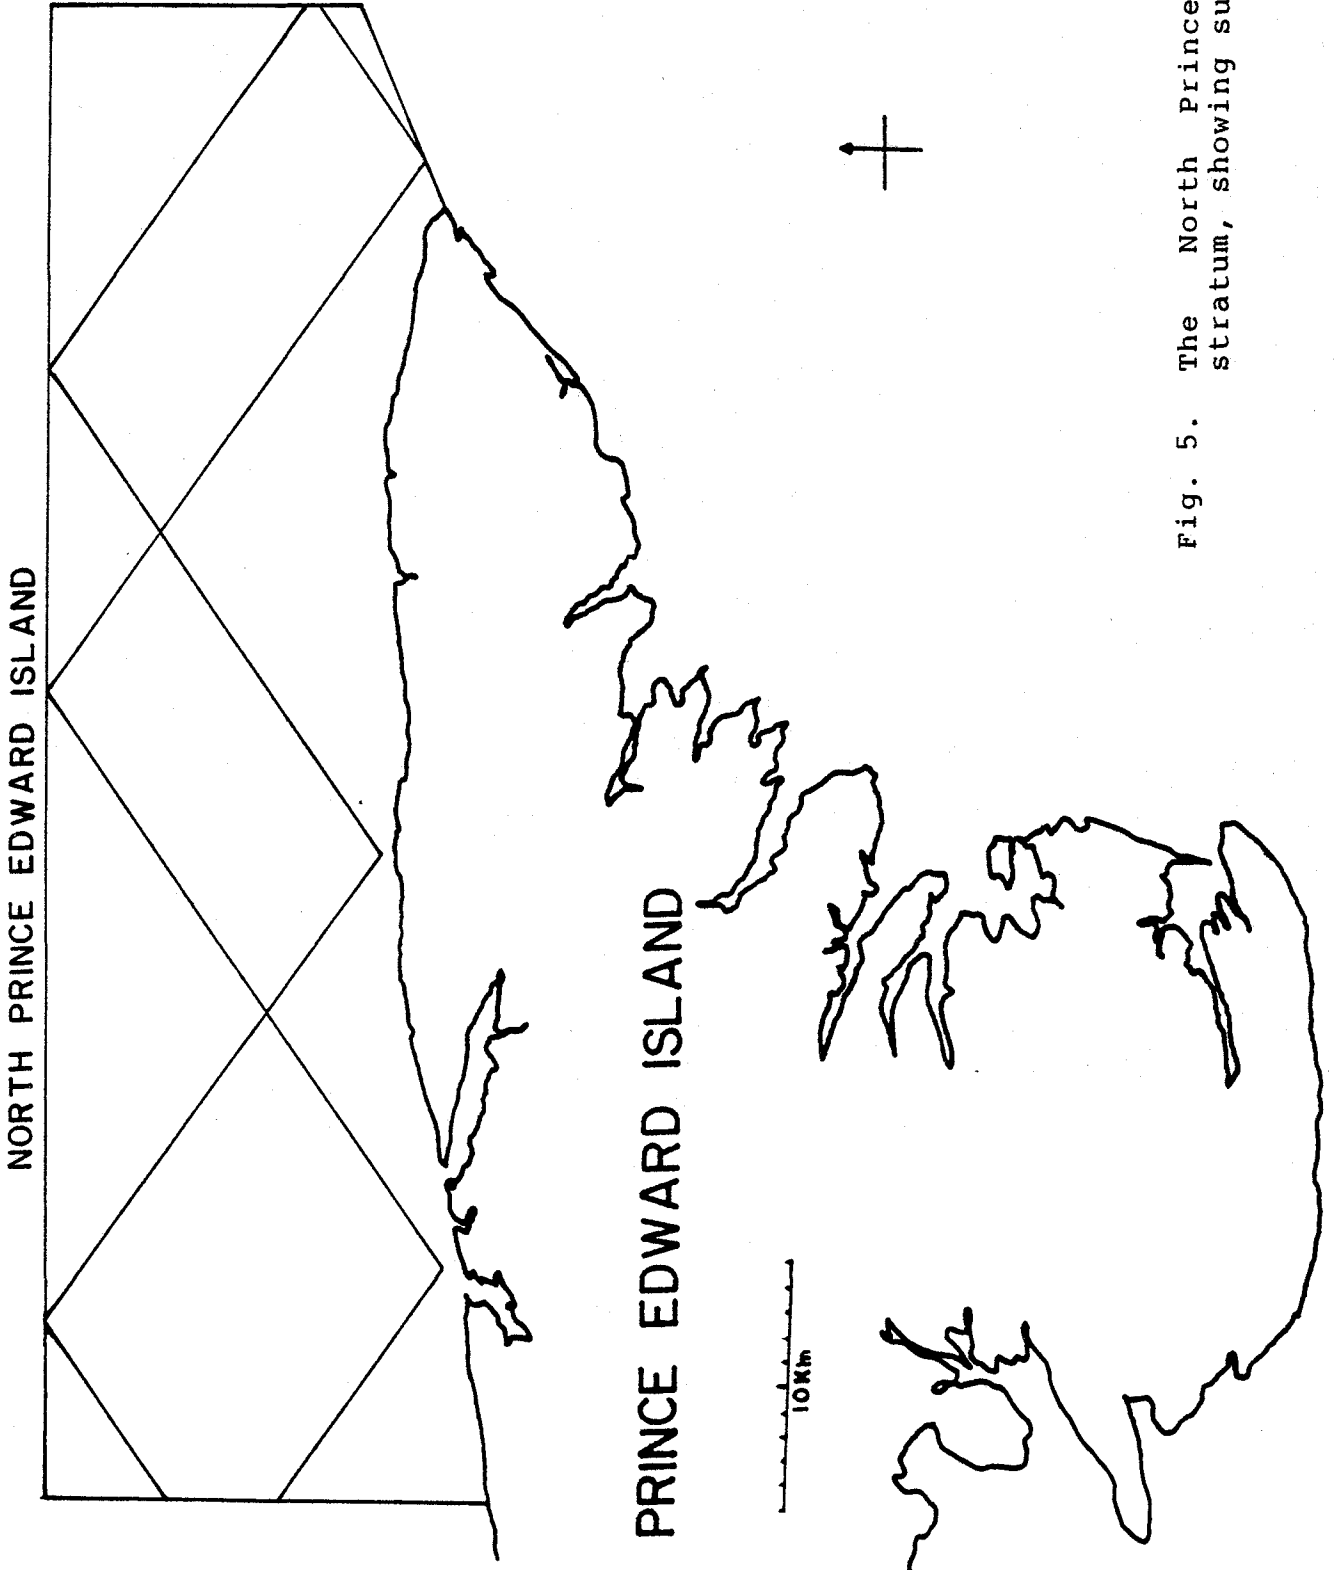 NORTH PRINCE EDWARD ISLAND
PRINCE EDWARD ISLAND
10Km
Fig. 5. The North Prince
stratum, showing su